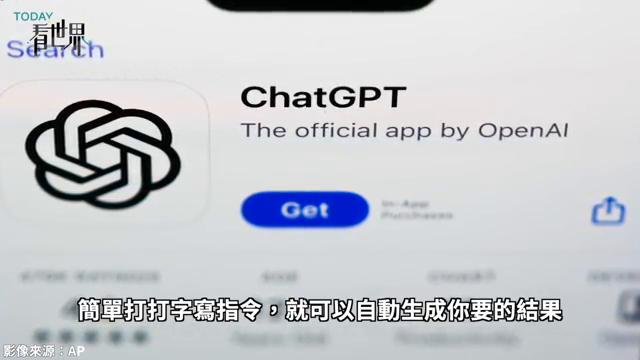 TODAY
看世界
Search
ChatGPT
The official app by OpenAI
Get
In-App
Purchases
簡單打打字寫指令，就可以自動生成你要的結果
影像來源：AP